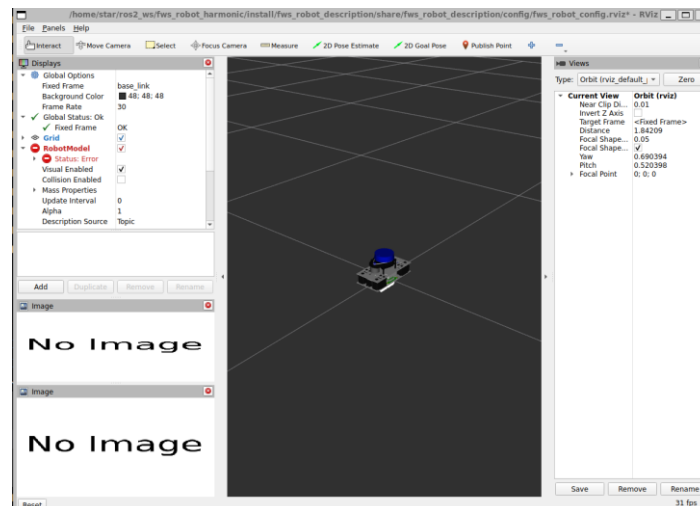 /home/star/ros2_ws/fws_robot_harmonic/install/fws_robot_description/share/fws_robot_description/config/fws_robot_config.rviz* - RViz
File Panels Help
Interact Move Camera Select Focus Camera Measure 2D Pose Estimate 2D Goal Pose Publish Point
Displays
Global Options
Fixed Frame base_link
Background Color 48; 48; 48
Frame Rate 30
Global Status: Ok
Fixed Frame OK
Grid
RobotModel
Status: Error
Visual Enabled
Collision Enabled
Mass Properties
Update Interval 0
Alpha 1
Description Source Topic
Add Duplicate Remove Rename
Image
No Image
Image
No Image
Reset
Views
Type: Orbit (rviz_default_ Zero
Current View Orbit (rviz)
Near Clip Di... 0.01
Invert Z Axis
Target Frame <Fixed Frame>
Distance 1.84209
Focal Shape... 0.05
Focal Shape...
Yaw 0.690394
Pitch 0.520398
Focal Point 0; 0; 0
Save Remove Rename
31 fps